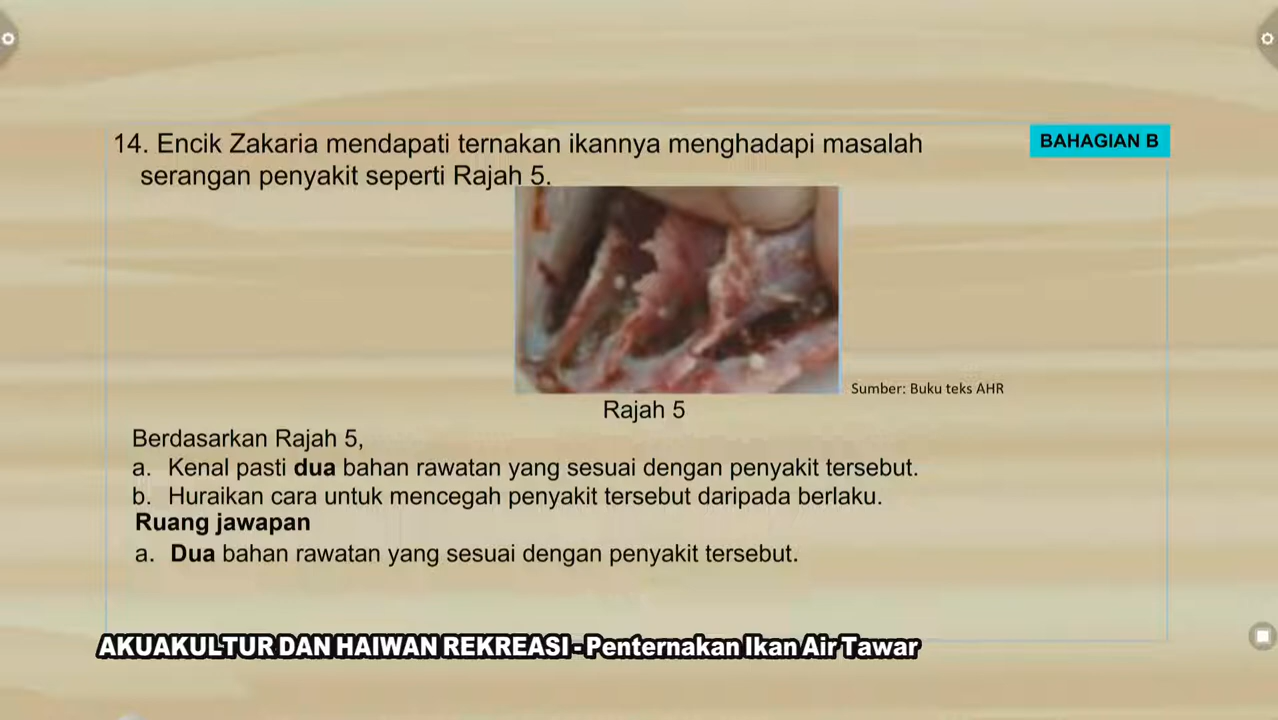 14. Encik Zakaria mendapati ternakan ikannya menghadapi masalah
serangan penyakit seperti Rajah 5.
BAHAGIAN B
Sumber: Buku teks AHR
Rajah 5
Berdasarkan Rajah 5,
a. Kenal pasti dua bahan rawatan yang sesuai dengan penyakit tersebut.
b. Huraikan cara untuk mencegah penyakit tersebut daripada berlaku.
Ruang jawapan
a. Dua bahan rawatan yang sesuai dengan penyakit tersebut.
AKUAKULTUR DAN HAIWAN REKREASI - Penternakan Ikan Air Tawar